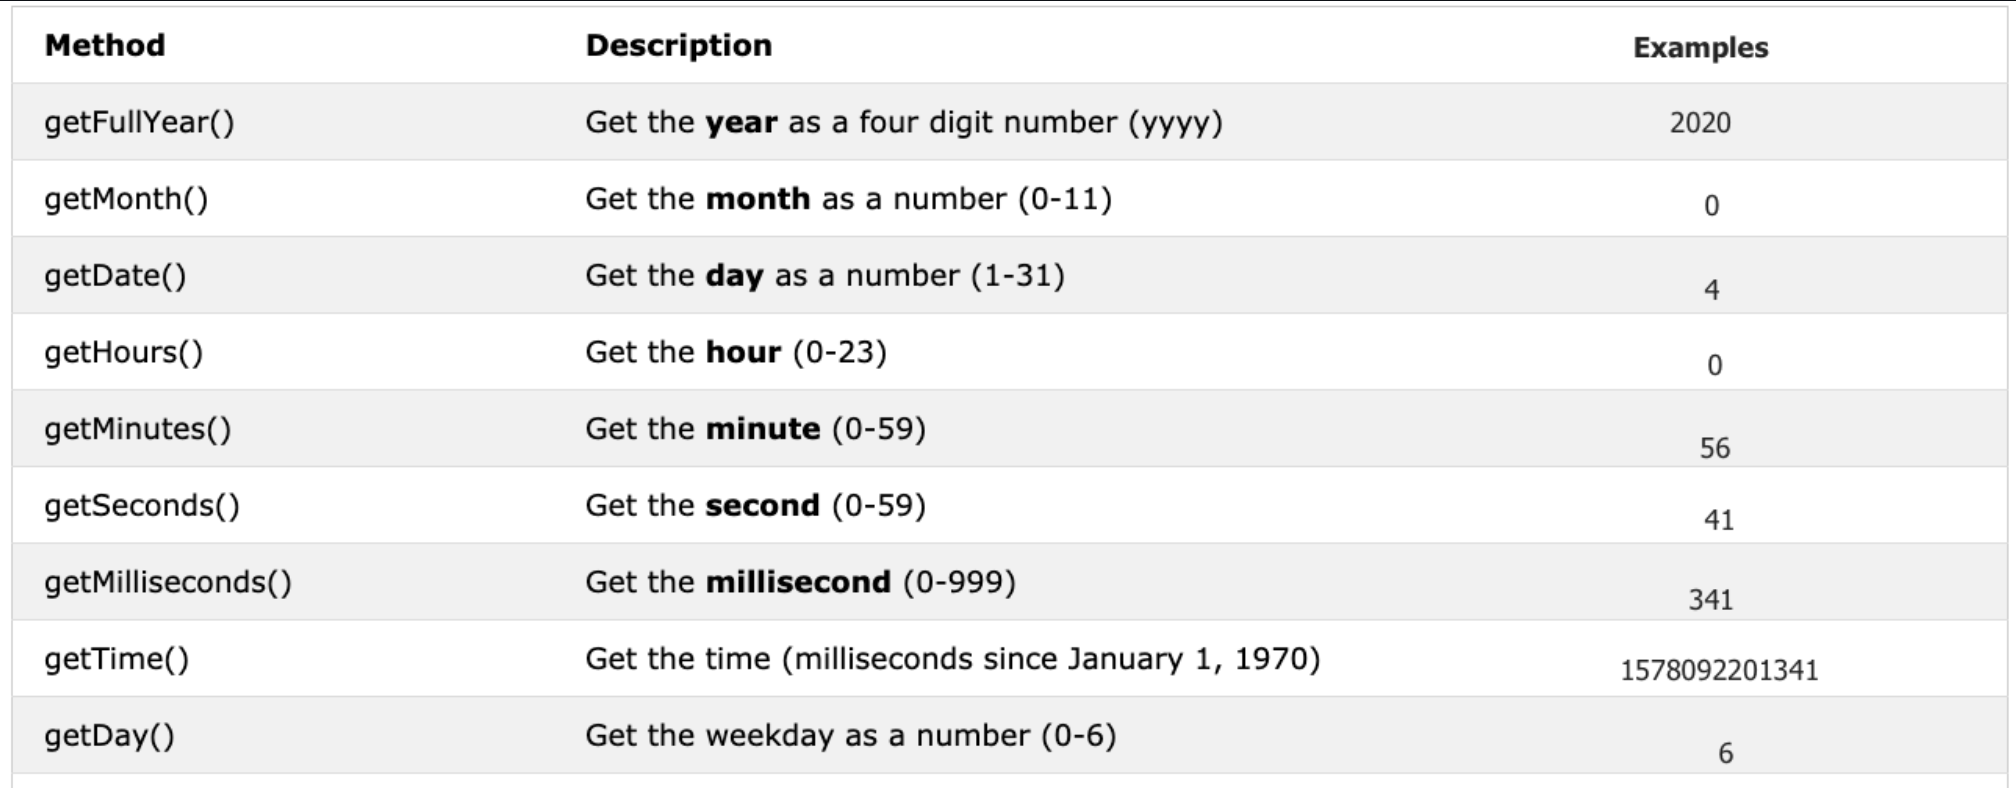 Method Description Examples
getFullYear() Get the year as a four digit number (yyyy) 2020
getMonth() Get the month as a number (0-11) 0
getDate() Get the day as a number (1-31) 4
getHours() Get the hour (0-23) 0
getMinutes() Get the minute (0-59) 56
getSeconds() Get the second (0-59) 41
getMilliseconds() Get the millisecond (0-999) 341
getTime() Get the time (milliseconds since January 1, 1970) 1578092201341
getDay() Get the weekday as a number (0-6) 6